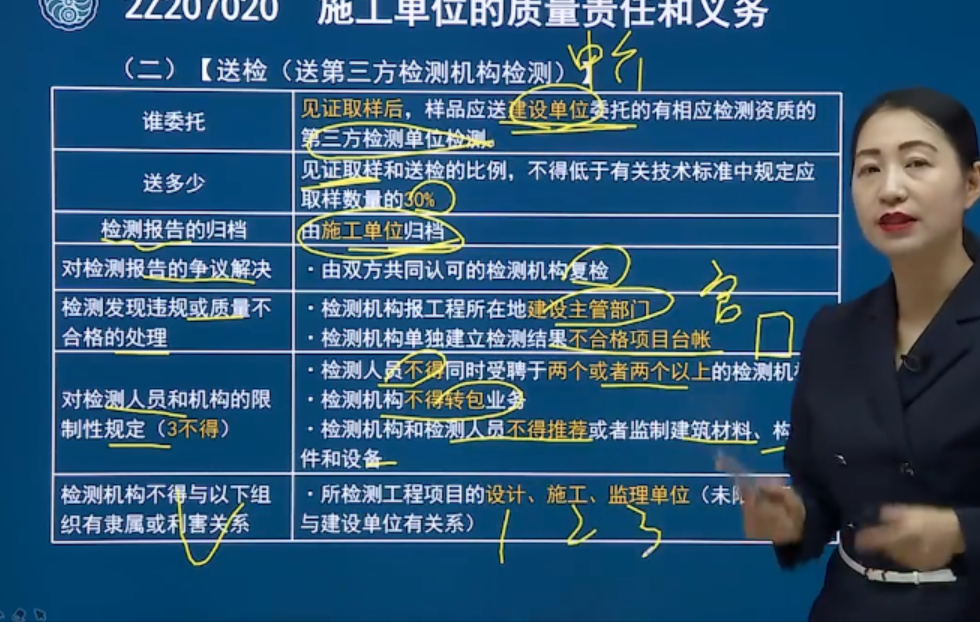 2Z207020 施工单位的质量责任和义务
(二)【送检(送第三方检测机构检测)】
谁委托
见证取样后,样品应送建设单位委托的有相应检测资质的
第三方检测单位检测。
送多少
见证取样和送检的比例,不得低于有关技术标准中规定应
取样数量的30%
检测报告的归档
由施工单位归档
对检测报告的争议解决
·由双方共同认可的检测机构复检
检测发现违规或质量不
合格的处理
·检测机构报工程所在地建设主管部门
·检测机构单独建立检测结果不合格项目台帐
对检测人员和机构的限
制性规定(3不得)
·检测人员不得同时受聘于两个或者两个以上的检测机
·检测机构不得转包业务
·检测机构和检测人员不得推荐或者监制建筑材料、构
件和设备
检测机构不得与以下组
织有隶属或利害关系
·所检测工程项目的设计、施工、监理单位(未
与建设单位有关系)
1 2 3